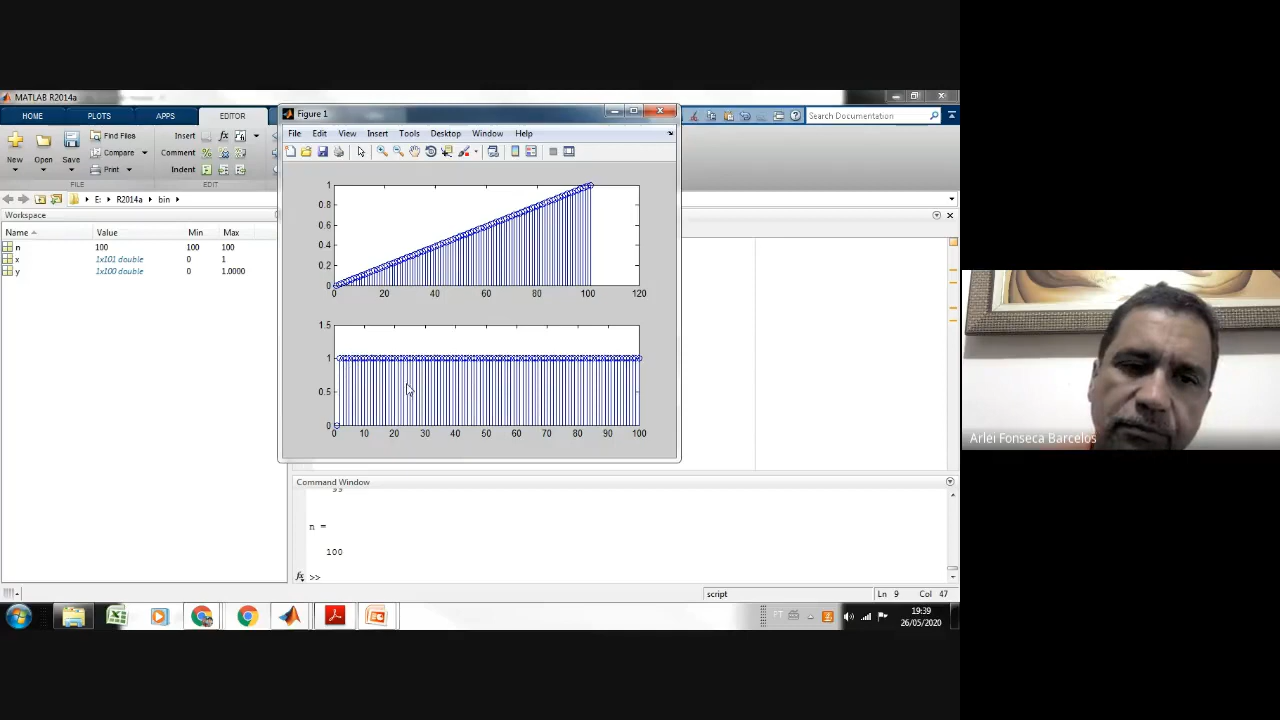 MATLAB R2014a
HOME PLOTS APPS EDITOR
Search Documentation
New Open Save
Find Files
Compare
Print
Insert
Comment
Indent
FILE EDIT
E: R2014a bin
Workspace
Name Value Min Max
n 100 100 100
x 1x101 double 0 1
y 1x100 double 0 1.0000
Figure 1
File Edit View Insert Tools Desktop Window Help
1
0.8
0.6
0.4
0.2
0
0 20 40 60 80 100 120
1.5
1
0.5
0
0 10 20 30 40 50 60 70 80 90 100
Command Window
99
n =
100
fx >>
script Ln 9 Col 47
PT
19:39
26/05/2020
Arlei Fonseca Barcelos